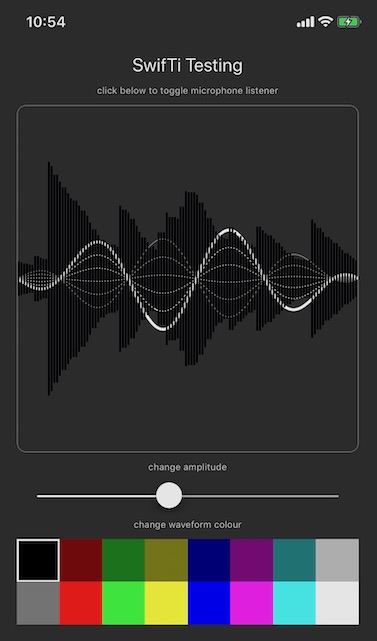 10:54
SwifTi Testing
click below to toggle microphone listener
change amplitude
change waveform colour